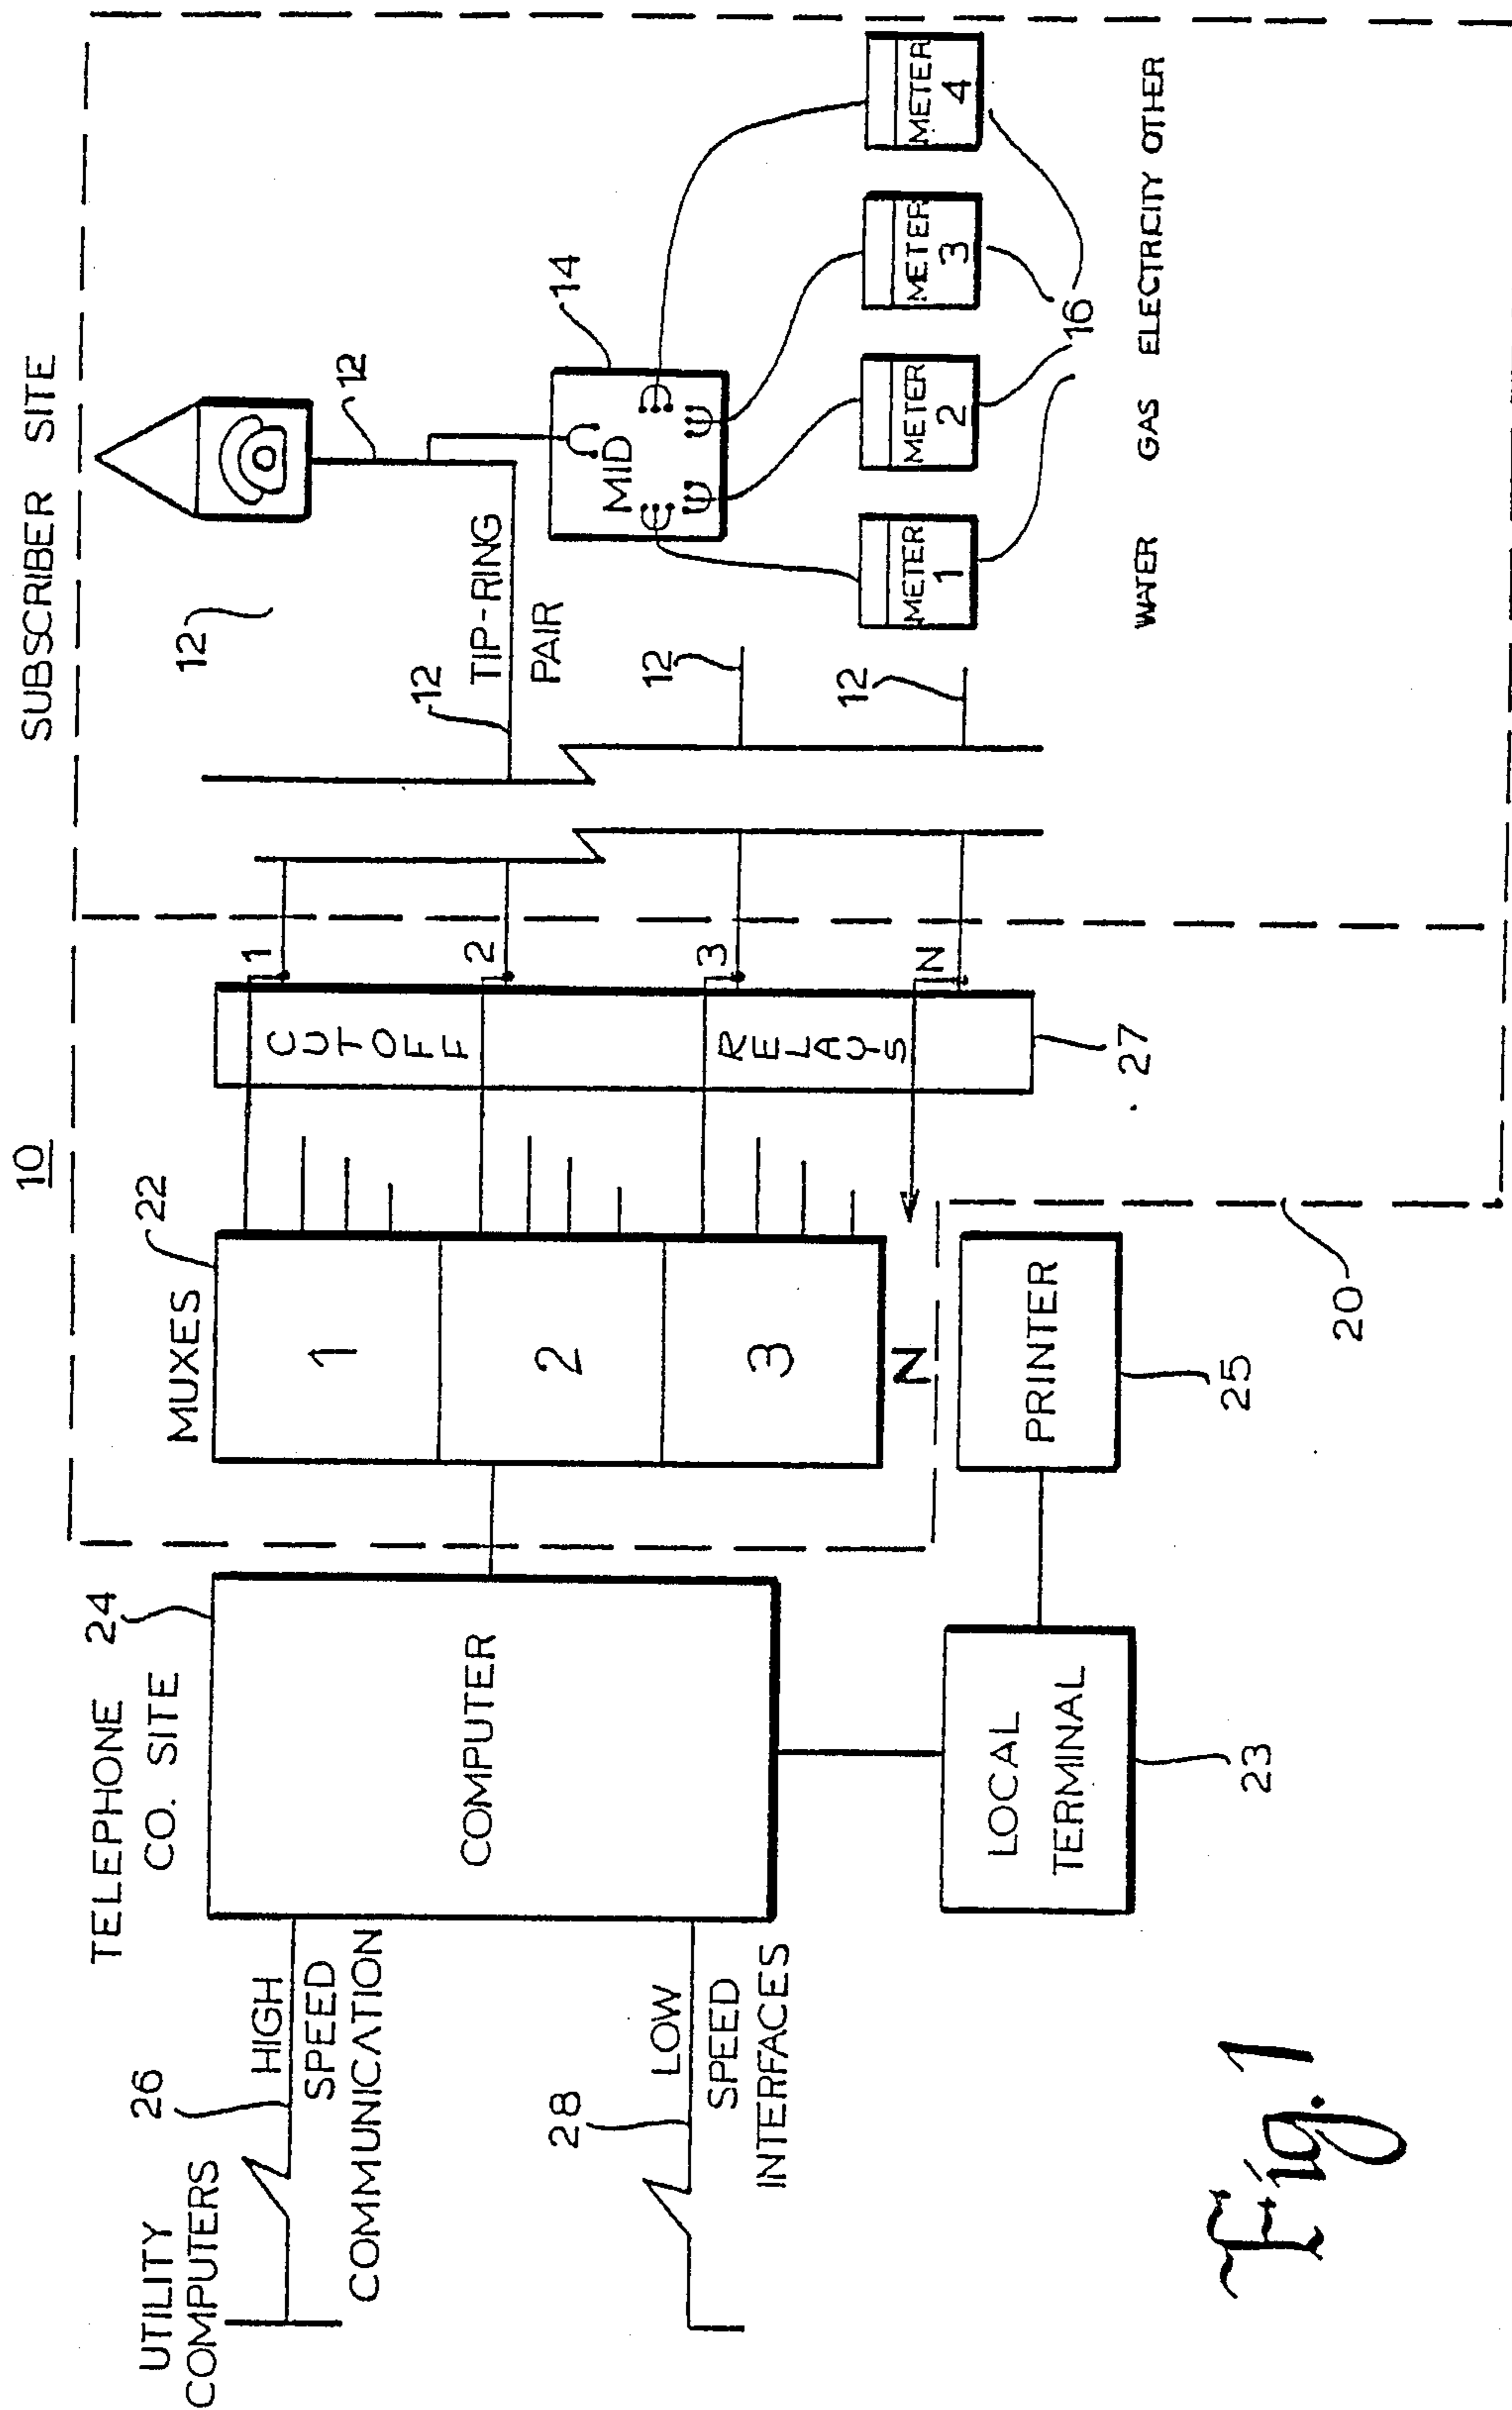 10
SUBSCRIBER SITE
TELEPHONE
CO. SITE
24
MUXES
22
12
12
12
TIP-RING
PAIR
12
12
14
MID
UTILITY
COMPUTERS
26
HIGH
SPEED
COMMUNICATION
28
LOW
SPEED
INTERFACES
COMPUTER
1
2
3
N
CUTOFF RELAYS
1
2
3
N
27
METER
1
METER
2
METER
3
METER
4
16
WATER GAS ELECTRICITY OTHER
LOCAL
TERMINAL
23
PRINTER
25
20
Fig. 1